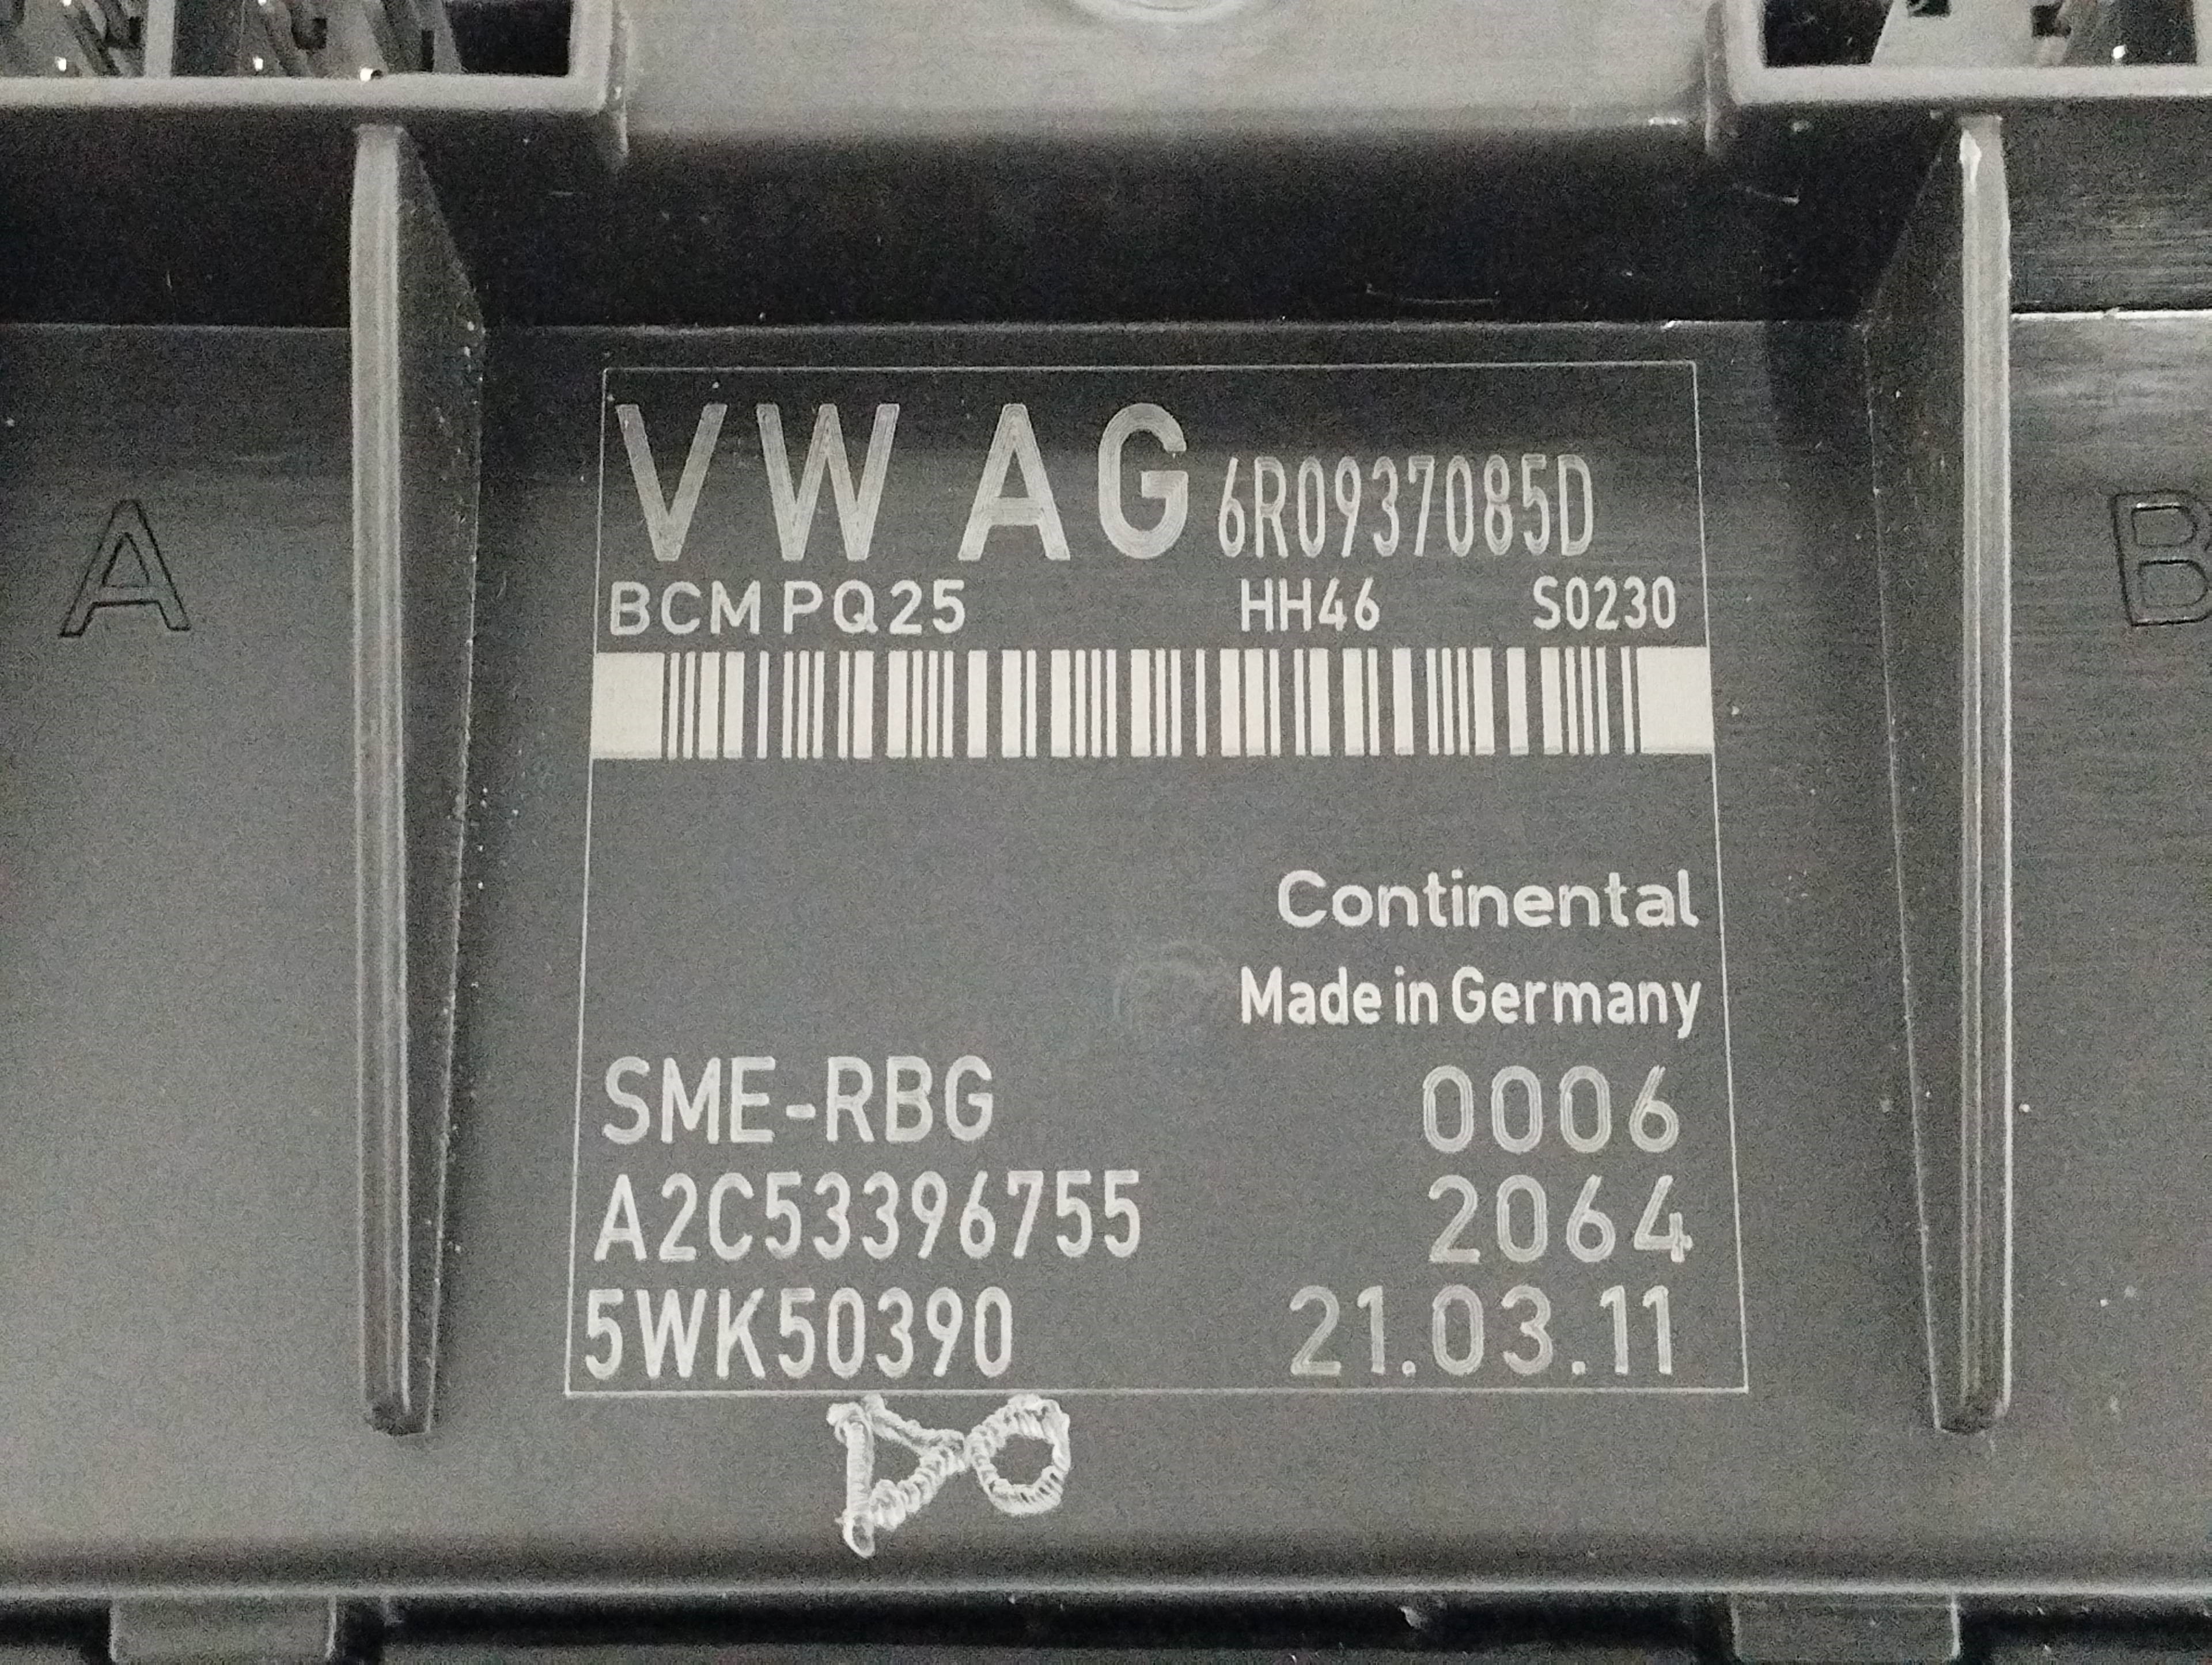 VW AG 6R0937085D
BCM PQ25 HH46 S0230
Continental
Made in Germany
SME-RBG 0006
A2C53396755 2064
5WK50390 21.03.11
A
B
DO